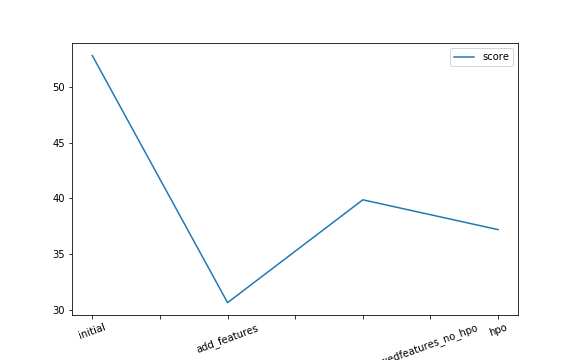 score
50
45
40
35
30
initial
add_features
edfeatures_no_hpo
hpo